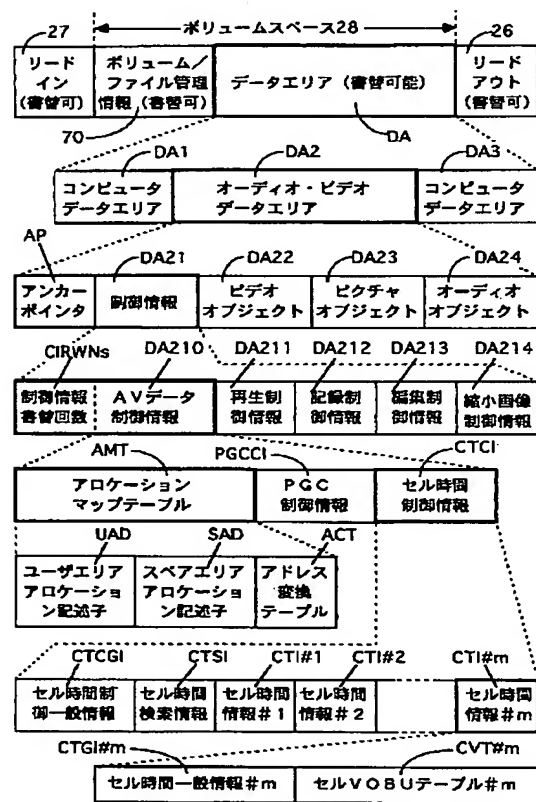 27
ボリュームスペース28
26
リード
イン
(書替可)
ボリューム／
ファイル管理
情報（書替可）
データエリア（書替可能）
リード
アウト
(書替可)
70
DA
DA1
DA2
DA3
コンピュータ
データエリア
オーディオ・ビデオ
データエリア
コンピュータ
データエリア
AP
DA21
DA22
DA23
DA24
アンカー
ポインタ
制御情報
ビデオ
オブジェクト
ピクチャ
オブジェクト
オーディオ
オブジェクト
CIRWNs
DA210
DA211
DA212
DA213
DA214
制御情報
書替回数
AVデータ
制御情報
再生制
御情報
記録制
御情報
編集制
御情報
縮小画像
制御情報
AMT
PGCCI
CTCI
アロケーション
マップテーブル
PGC
制御情報
セル時間
制御情報
UAD
SAD
ACT
ユーザエリア
アロケーショ
ン記述子
スペアエリア
アロケーショ
ン記述子
アドレス
変換
テーブル
CTCGI
CTSI
CTI#1
CTI#2
CTI#m
セル時間制
御一般情報
セル時間
検索情報
セル時間
情報＃1
セル時間
情報＃2
セル時間
情報＃m
CTGI#m
CVT#m
セル時間一般情報＃m
セルVOBUテーブル＃m